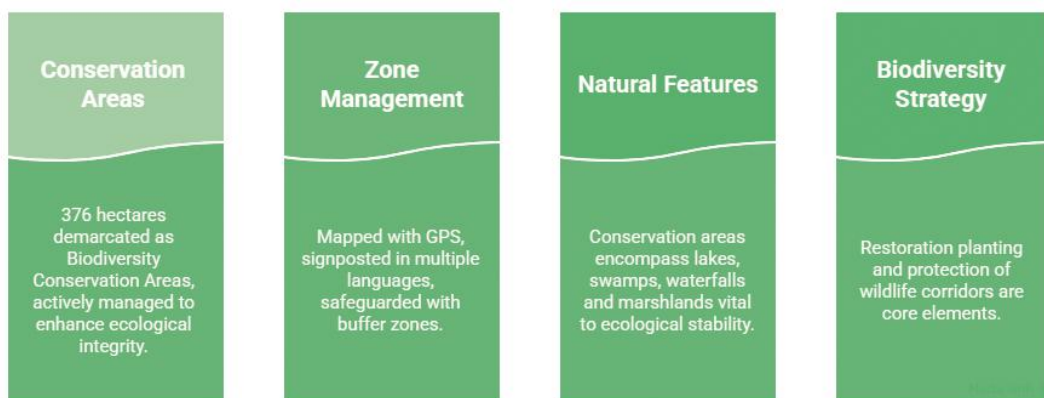 Conservation
Areas
376 hectares
demarcated as
Biodiversity
Conservation Areas,
actively managed to
enhance ecological
integrity.
Zone
Management
Mapped with GPS,
signposted in multiple
languages,
safeguarded with
buffer zones.
Natural Features
Conservation areas
encompass lakes,
swamps, waterfalls
and marshlands vital
to ecological stability.
Biodiversity
Strategy
Restoration planting
and protection of
wildlife corridors are
core elements.